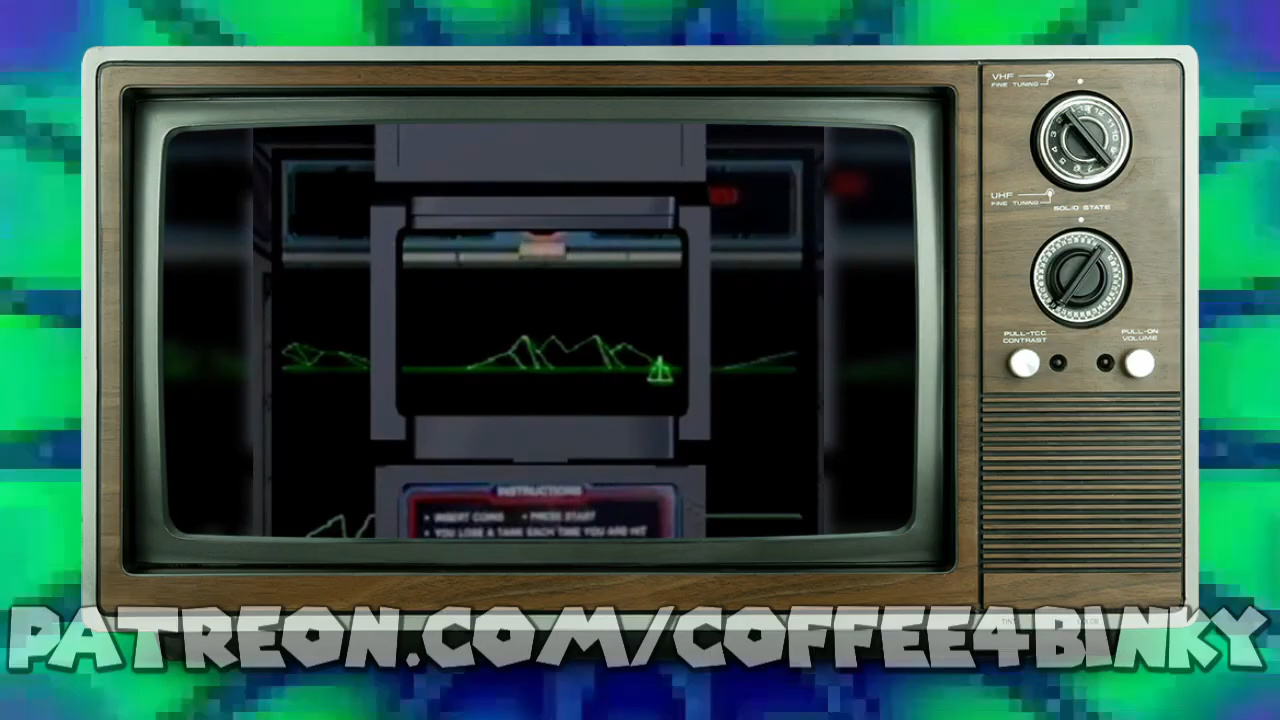 VHF
FINE TUNING
UHF
FINE TUNING
SOLID STATE
PULL-TCC
CONTRAST
PULL-ON
VOLUME
INSTRUCTIONS
INSERT COINS • PRESS START
YOU LOSE A TANK EACH TIME YOU ARE HIT
PATREON.COM/COFFEE4BINKY